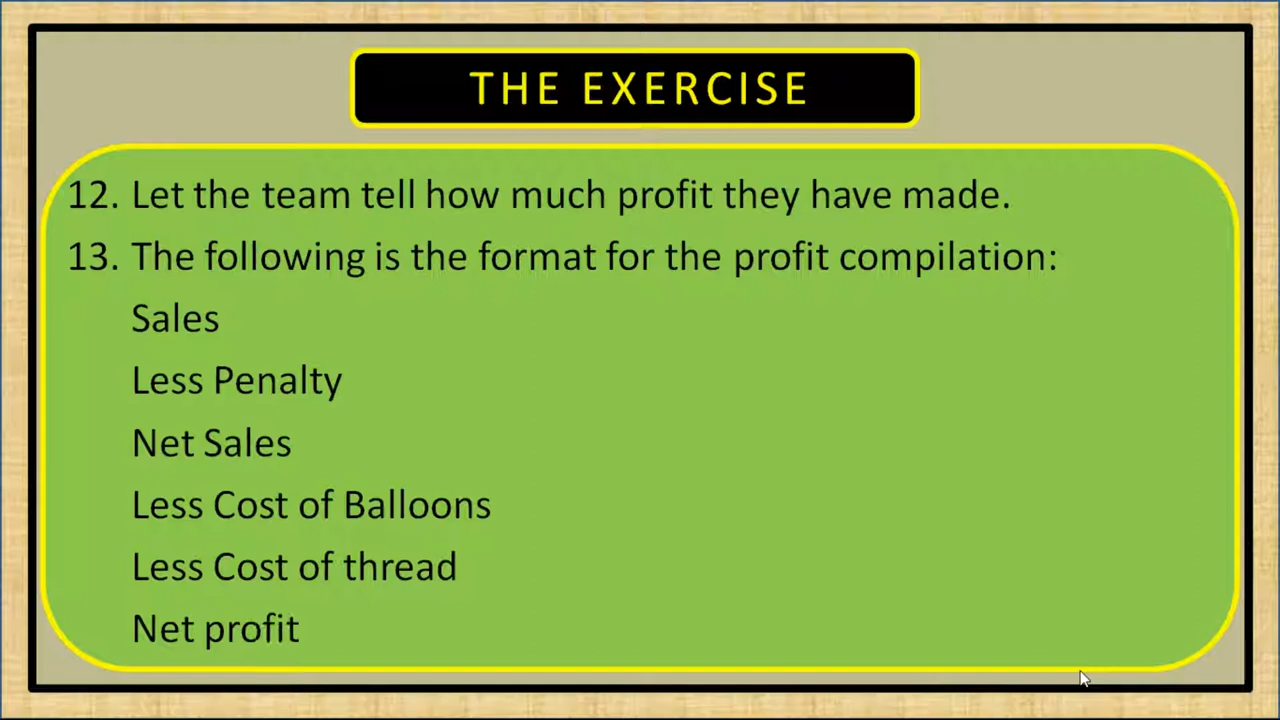 THE EXERCISE
12. Let the team tell how much profit they have made.
13. The following is the format for the profit compilation:
Sales
Less Penalty
Net Sales
Less Cost of Balloons
Less Cost of thread
Net profit